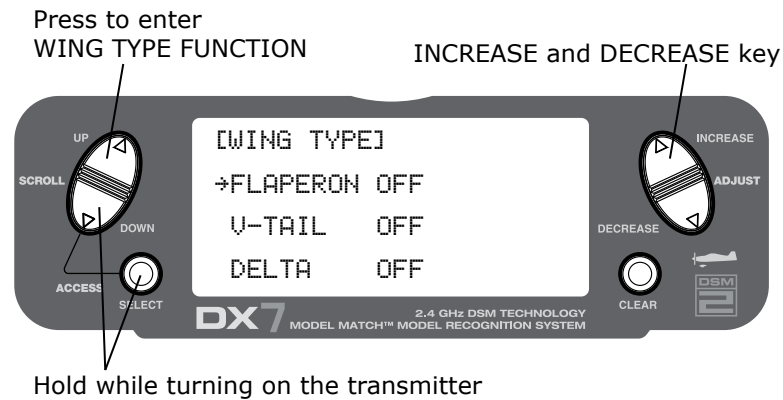 Press to enter
WING TYPE FUNCTION
INCREASE and DECREASE key
UP
SCROLL
DOWN
ACCESS
SELECT
[WING TYPE]
→FLAPERON OFF
V-TAIL OFF
DELTA OFF
INCREASE
ADJUST
DECREASE
CLEAR
DSM
2
DX7
2.4 GHz DSM TECHNOLOGY
MODEL MATCH™ MODEL RECOGNITION SYSTEM
Hold while turning on the transmitter